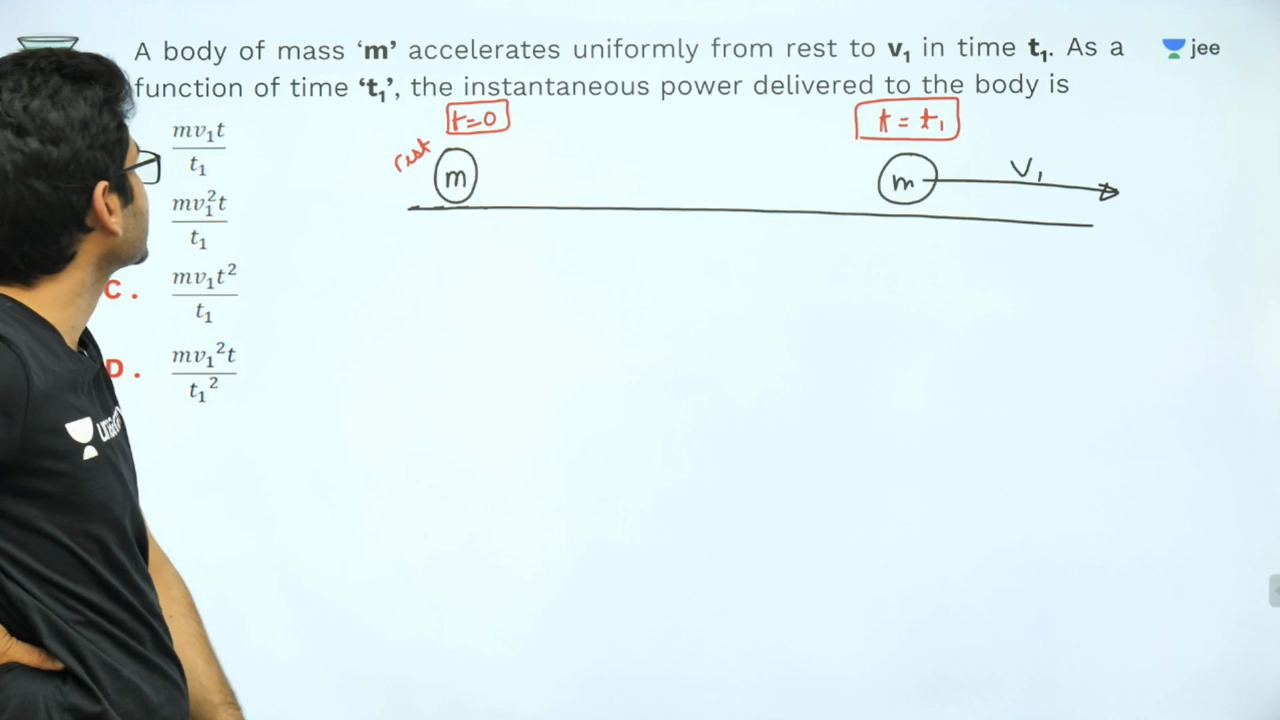 A body of mass ‘m’ accelerates uniformly from rest to v₁ in time t₁. As a
jee
function of time ‘t₁’, the instantaneous power delivered to the body is
t=0
t = t₁
mv₁t
t₁
rest
m
m
V₁
mv₁²t
t₁
C.
mv₁t²
t₁
D.
mv₁²t
t₁²